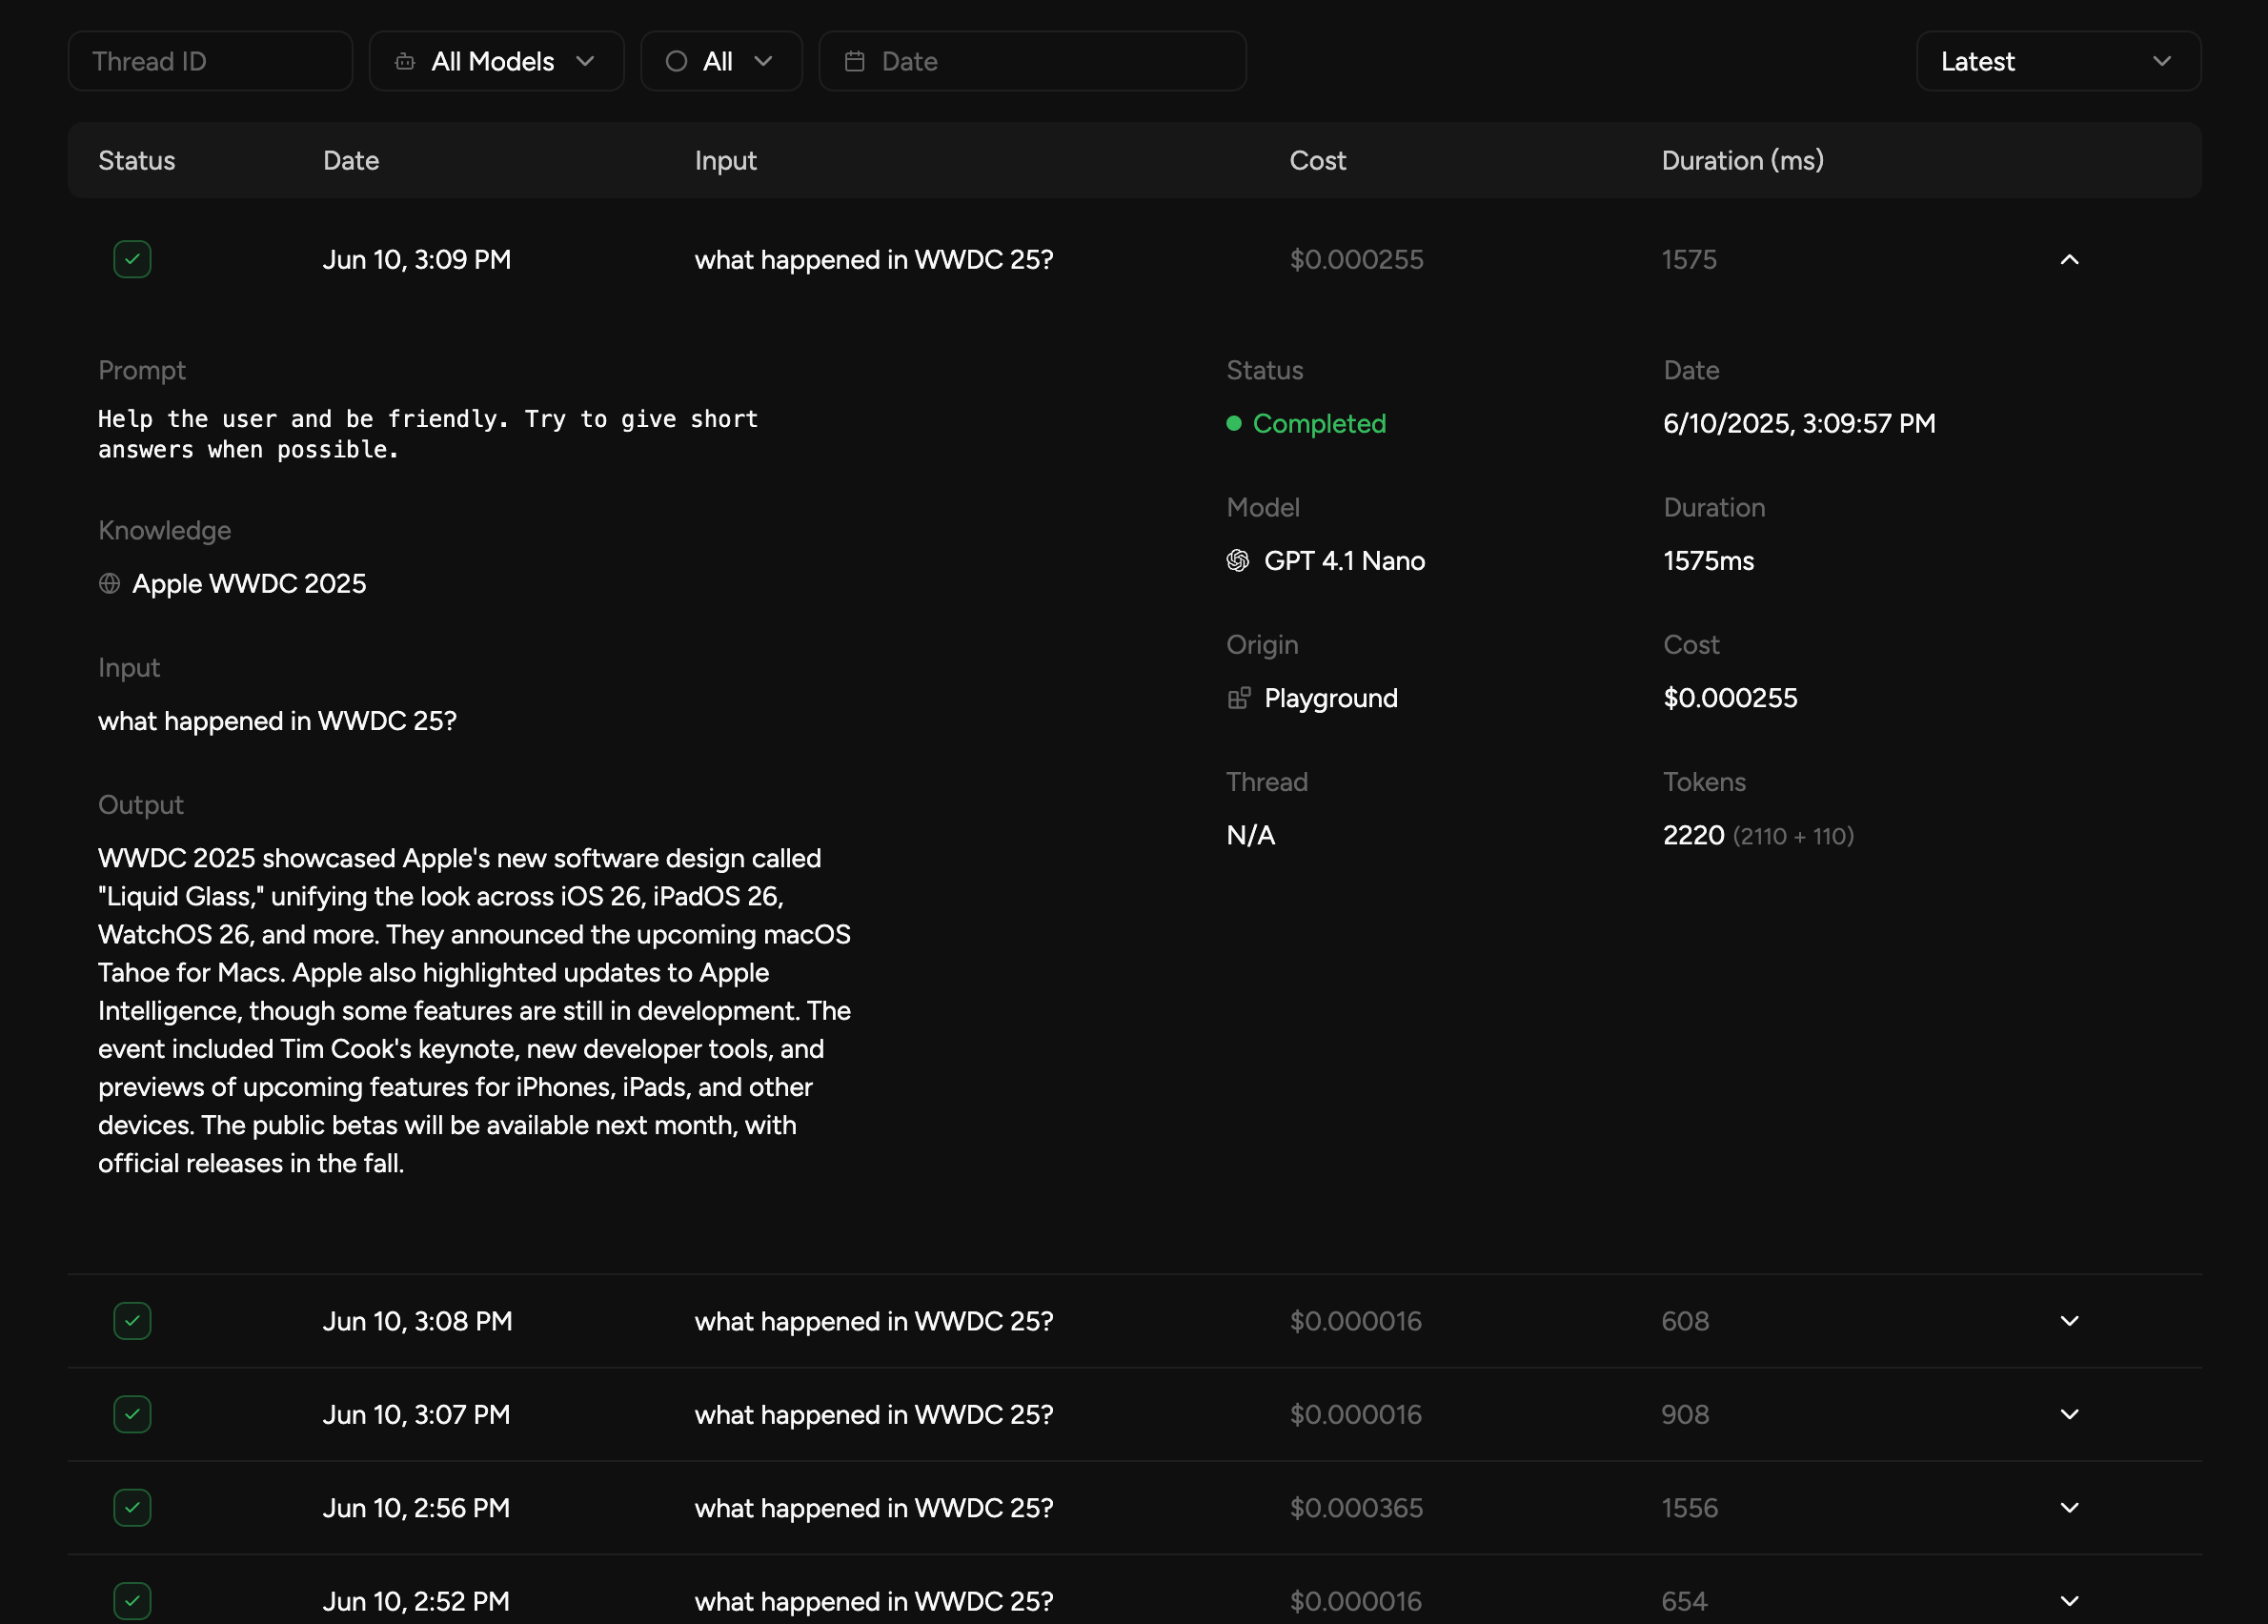 Thread ID All Models All Date Latest
Status Date Input Cost Duration (ms)
Jun 10, 3:09 PM what happened in WWDC 25? $0.000255 1575
Prompt
Help the user and be friendly. Try to give short
answers when possible.
Knowledge
Apple WWDC 2025
Input
what happened in WWDC 25?
Output
WWDC 2025 showcased Apple's new software design called
"Liquid Glass," unifying the look across iOS 26, iPadOS 26,
WatchOS 26, and more. They announced the upcoming macOS
Tahoe for Macs. Apple also highlighted updates to Apple
Intelligence, though some features are still in development. The
event included Tim Cook's keynote, new developer tools, and
previews of upcoming features for iPhones, iPads, and other
devices. The public betas will be available next month, with
official releases in the fall.
Status Date
Completed 6/10/2025, 3:09:57 PM
Model Duration
GPT 4.1 Nano 1575ms
Origin Cost
Playground $0.000255
Thread Tokens
N/A 2220 (2110 + 110)
Jun 10, 3:08 PM what happened in WWDC 25? $0.000016 608
Jun 10, 3:07 PM what happened in WWDC 25? $0.000016 908
Jun 10, 2:56 PM what happened in WWDC 25? $0.000365 1556
Jun 10, 2:52 PM what happened in WWDC 25? $0.000016 654